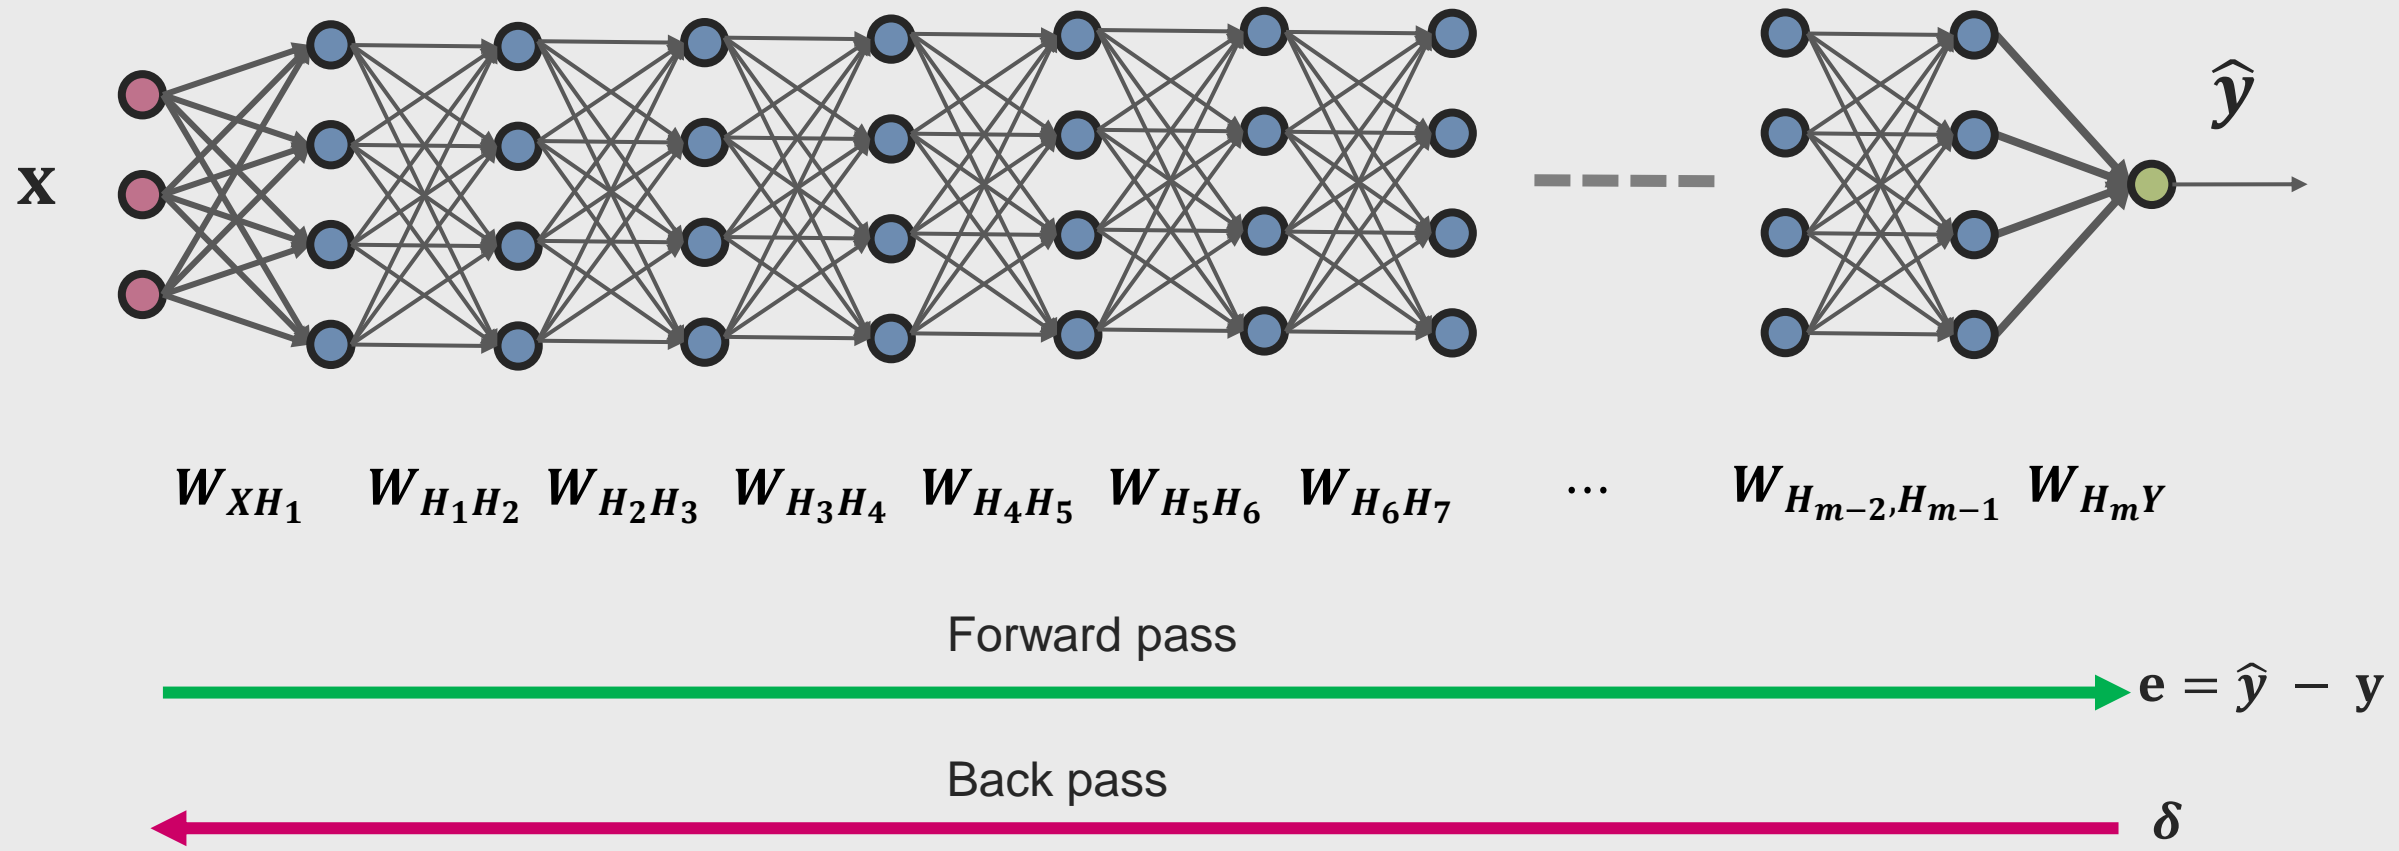 ŷ
x
W_{XH_1} W_{H_1H_2} W_{H_2H_3} W_{H_3H_4} W_{H_4H_5} W_{H_5H_6} W_{H_6H_7} ⋯ W_{H_{m−2},H_{m−1}} W_{H_mY}
Forward pass
e = ŷ − y
Back pass
δ